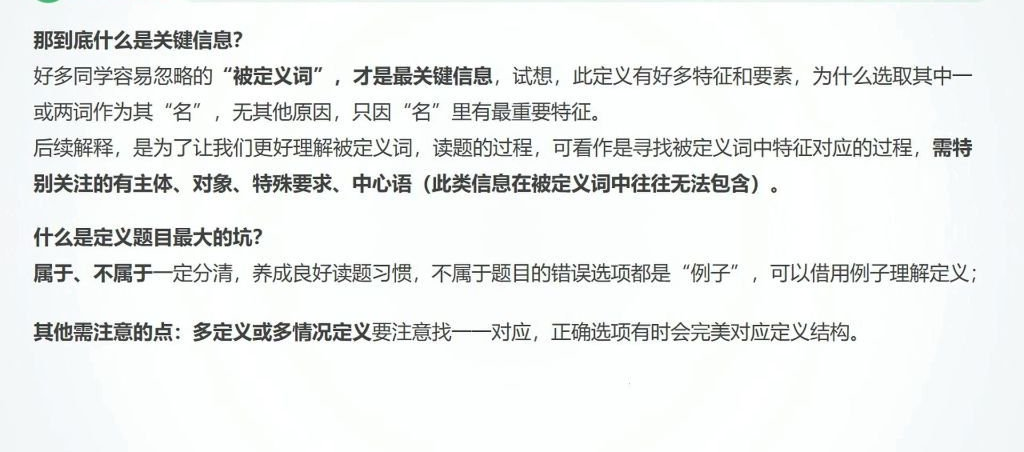 那到底什么是关键信息？
好多同学容易忽略的“被定义词”，才是最关键信息，试想，此定义有好多特征和要素，为什么选取其中一
或两词作为其“名”，无其他原因，只因“名”里有最重要特征。
后续解释，是为了让我们更好理解被定义词，读题的过程，可看作是寻找被定义词中特征对应的过程，需特
别关注的有主体、对象、特殊要求、中心语（此类信息在被定义词中往往无法包含）。
什么是定义题目最大的坑？
属于、不属于一定分清，养成良好读题习惯，不属于题目的错误选项都是“例子”，可以借用例子理解定义；
其他需注意的点：多定义或多情况定义要注意找一一对应，正确选项有时会完美对应定义结构。